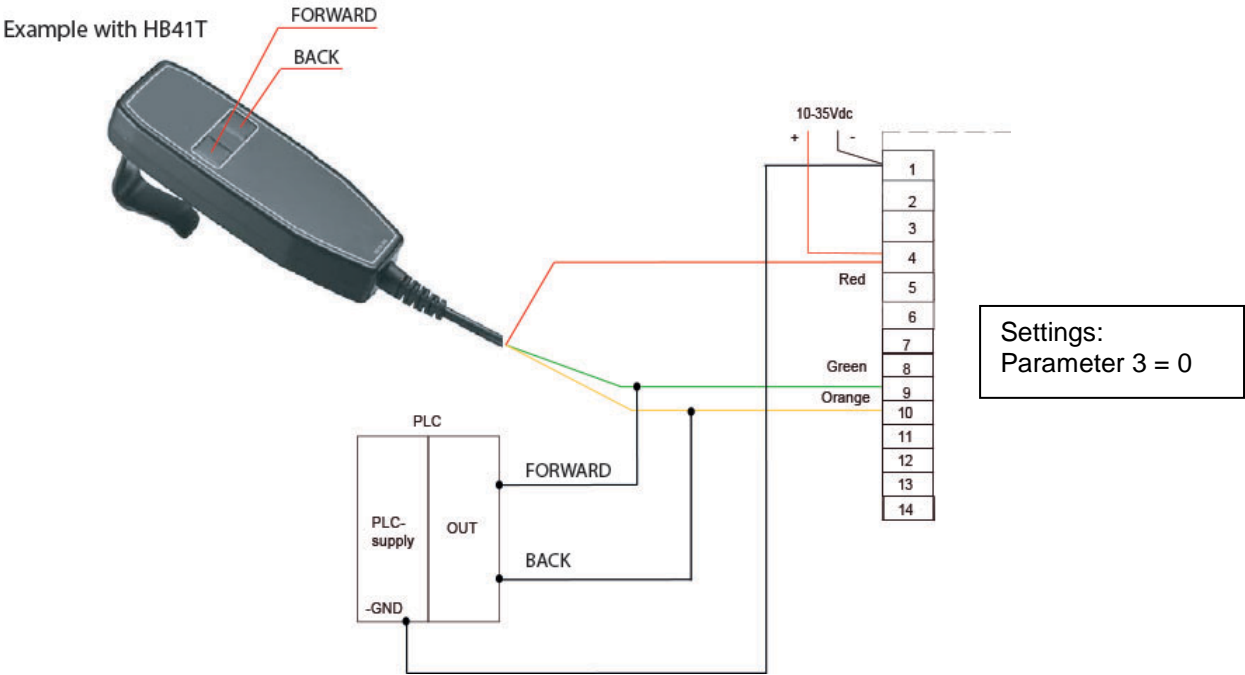 Example with HB41T
FORWARD
BACK
10-35Vdc
+ -
1
2
3
4
Red
5
6
7
Green
8
9
Orange
10
11
12
13
14
Settings:
Parameter 3 = 0
PLC
FORWARD
PLC-
supply
OUT
BACK
-GND